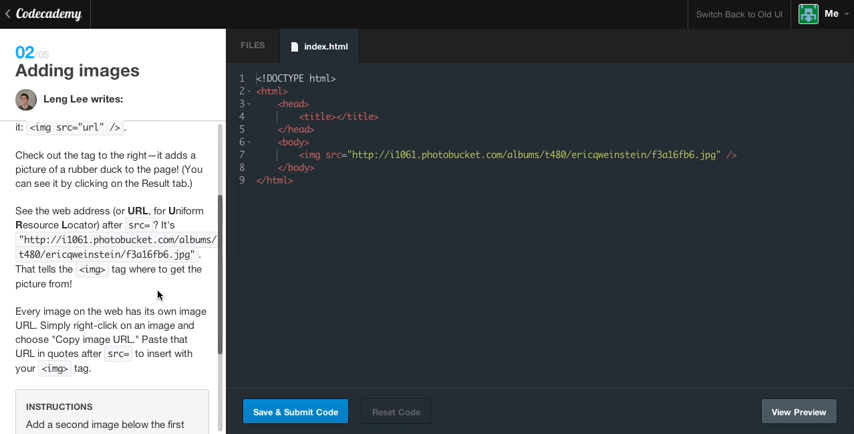 Codecademy
Switch Back to Old UI
Me
02/05
Adding images
Leng Lee writes:
it: <img src="url" />.
Check out the tag to the right—it adds a
picture of a rubber duck to the page! (You
can see it by clicking on the Result tab.)
See the web address (or URL, for Uniform
Resource Locator) after src=? It's
"http://i1061.photobucket.com/albums/
t480/ericqweinstein/f3a16fb6.jpg".
That tells the <img> tag where to get the
picture from!
Every image on the web has its own image
URL. Simply right-click on an image and
choose "Copy image URL." Paste that
URL in quotes after src= to insert with
your <img> tag.
INSTRUCTIONS
Add a second image below the first
FILES
index.html
1 <!DOCTYPE html>
2 <html>
3 <head>
4 <title></title>
5 </head>
6 <body>
7 <img src="http://i1061.photobucket.com/albums/t480/ericqweinstein/f3a16fb6.jpg" />
8 </body>
9 </html>
Save & Submit Code
Reset Code
View Preview